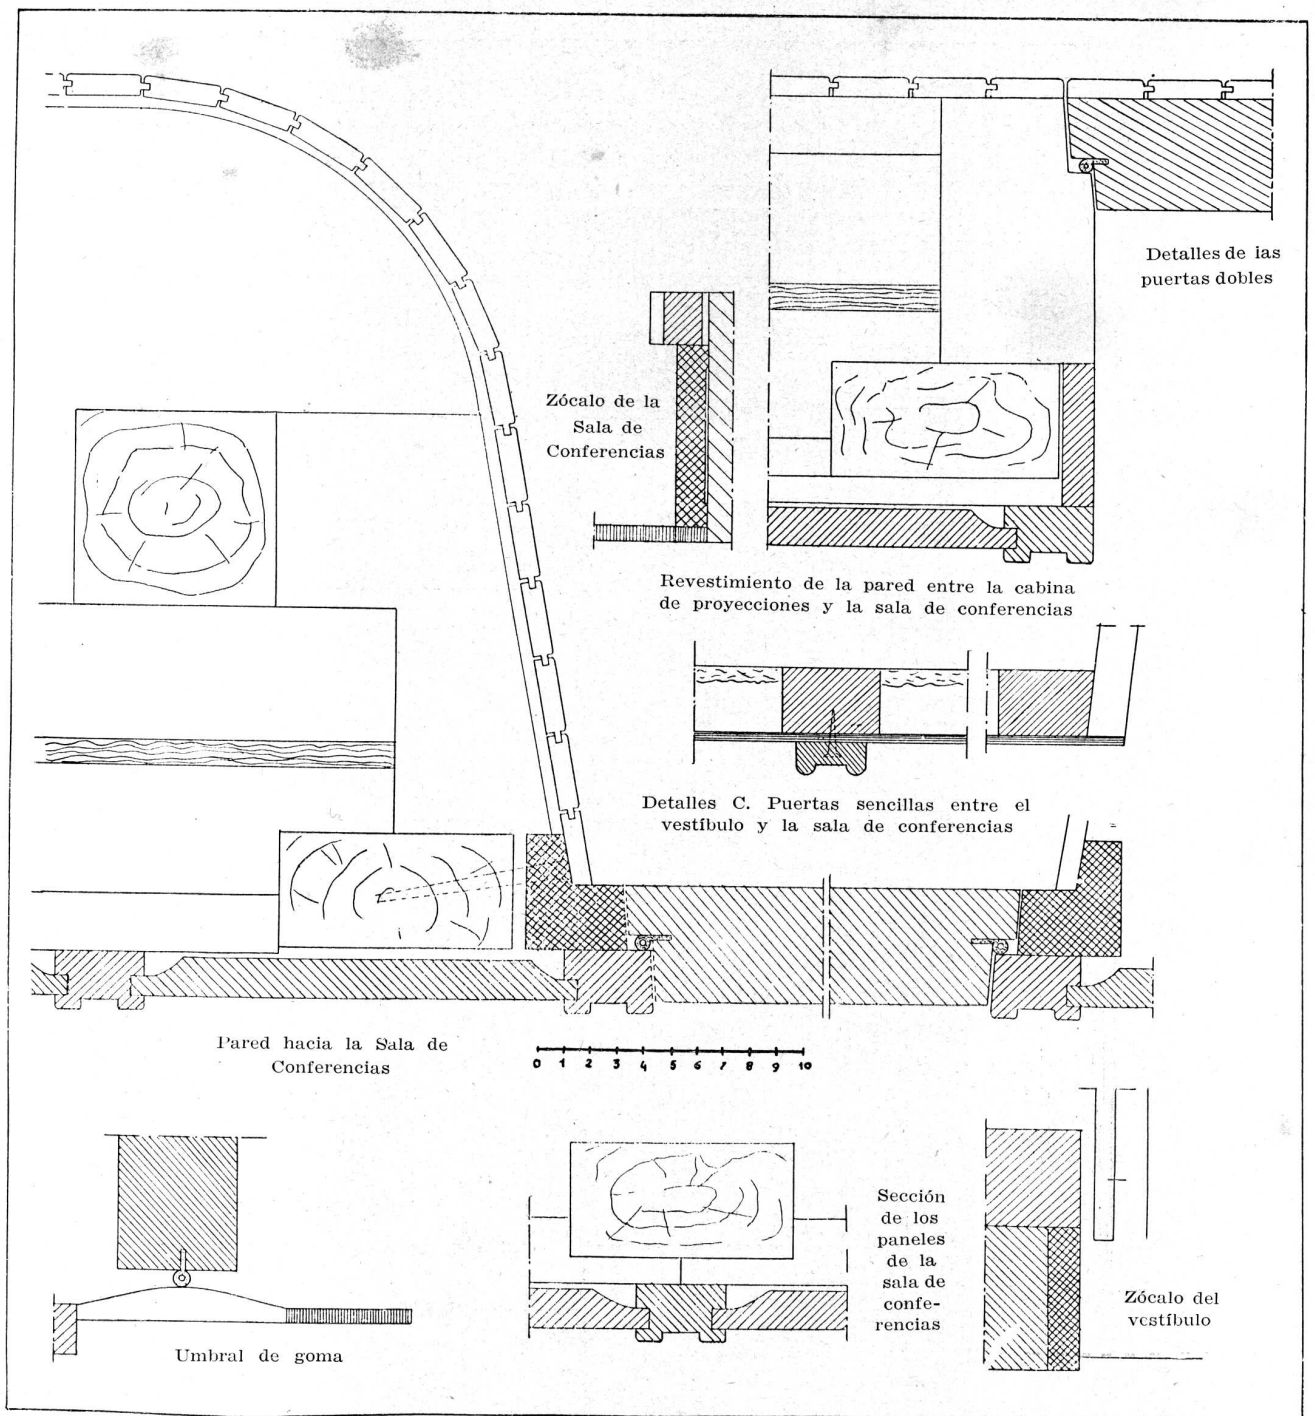 Detalles de ias
puertas dobles
Zócalo de la
Sala de
Conferencias
Revestimiento de la pared entre la cabina
de proyecciones y la sala de conferencias
Detalles C. Puertas sencillas entre el
vestíbulo y la sala de conferencias
Pared hacia la Sala de
Conferencias
0 1 2 3 4 5 6 7 8 9 10
Umbral de goma
Sección
de los
paneles
de la
sala de
confe-
rencias
Zócalo del
vestíbulo